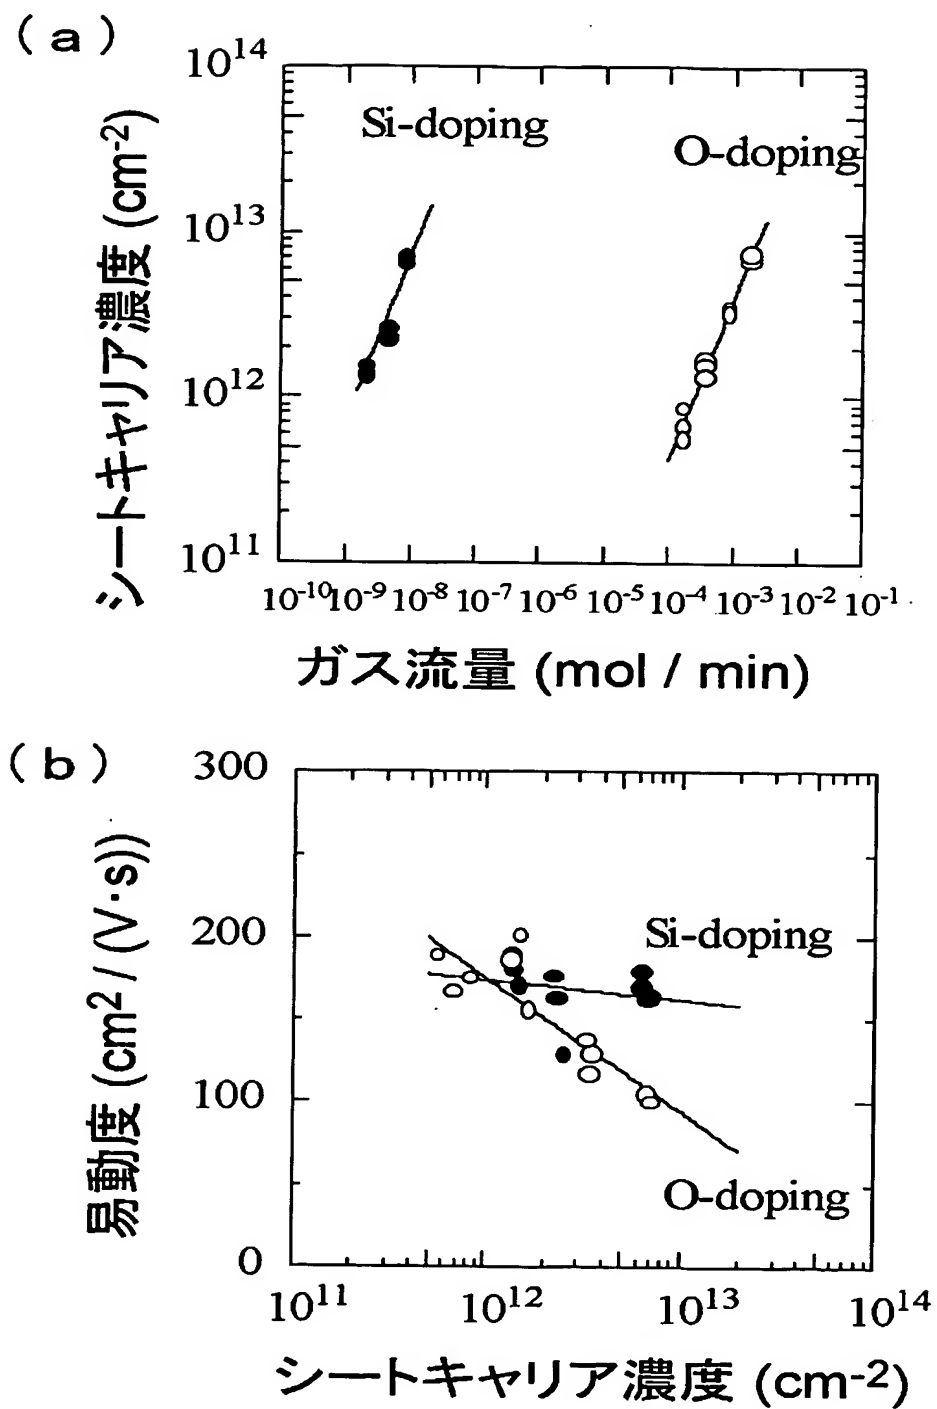 (a)
10^14
Si-doping
O-doping
10^13
10^12
10^11
シートキャリア濃度 (cm-2)
10-10 10-9 10-8 10-7 10-6 10-5 10-4 10-3 10-2 10-1
ガス流量 (mol / min)
(b)
300
200
Si-doping
100
O-doping
0
易動度 (cm2 / (V·s))
10^11 10^12 10^13 10^14
シートキャリア濃度 (cm-2)